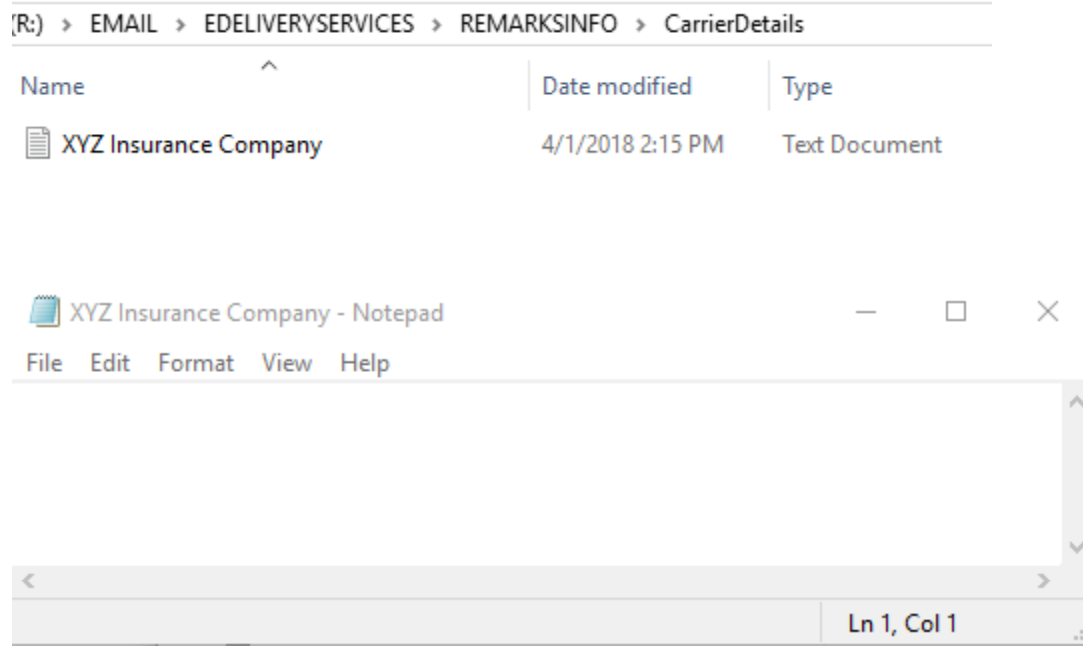 (R:) > EMAIL > EDELIVERYSERVICES > REMARKSINFO > CarrierDetails
Name Date modified Type
XYZ Insurance Company 4/1/2018 2:15 PM Text Document
XYZ Insurance Company - Notepad
File Edit Format View Help
Ln 1, Col 1